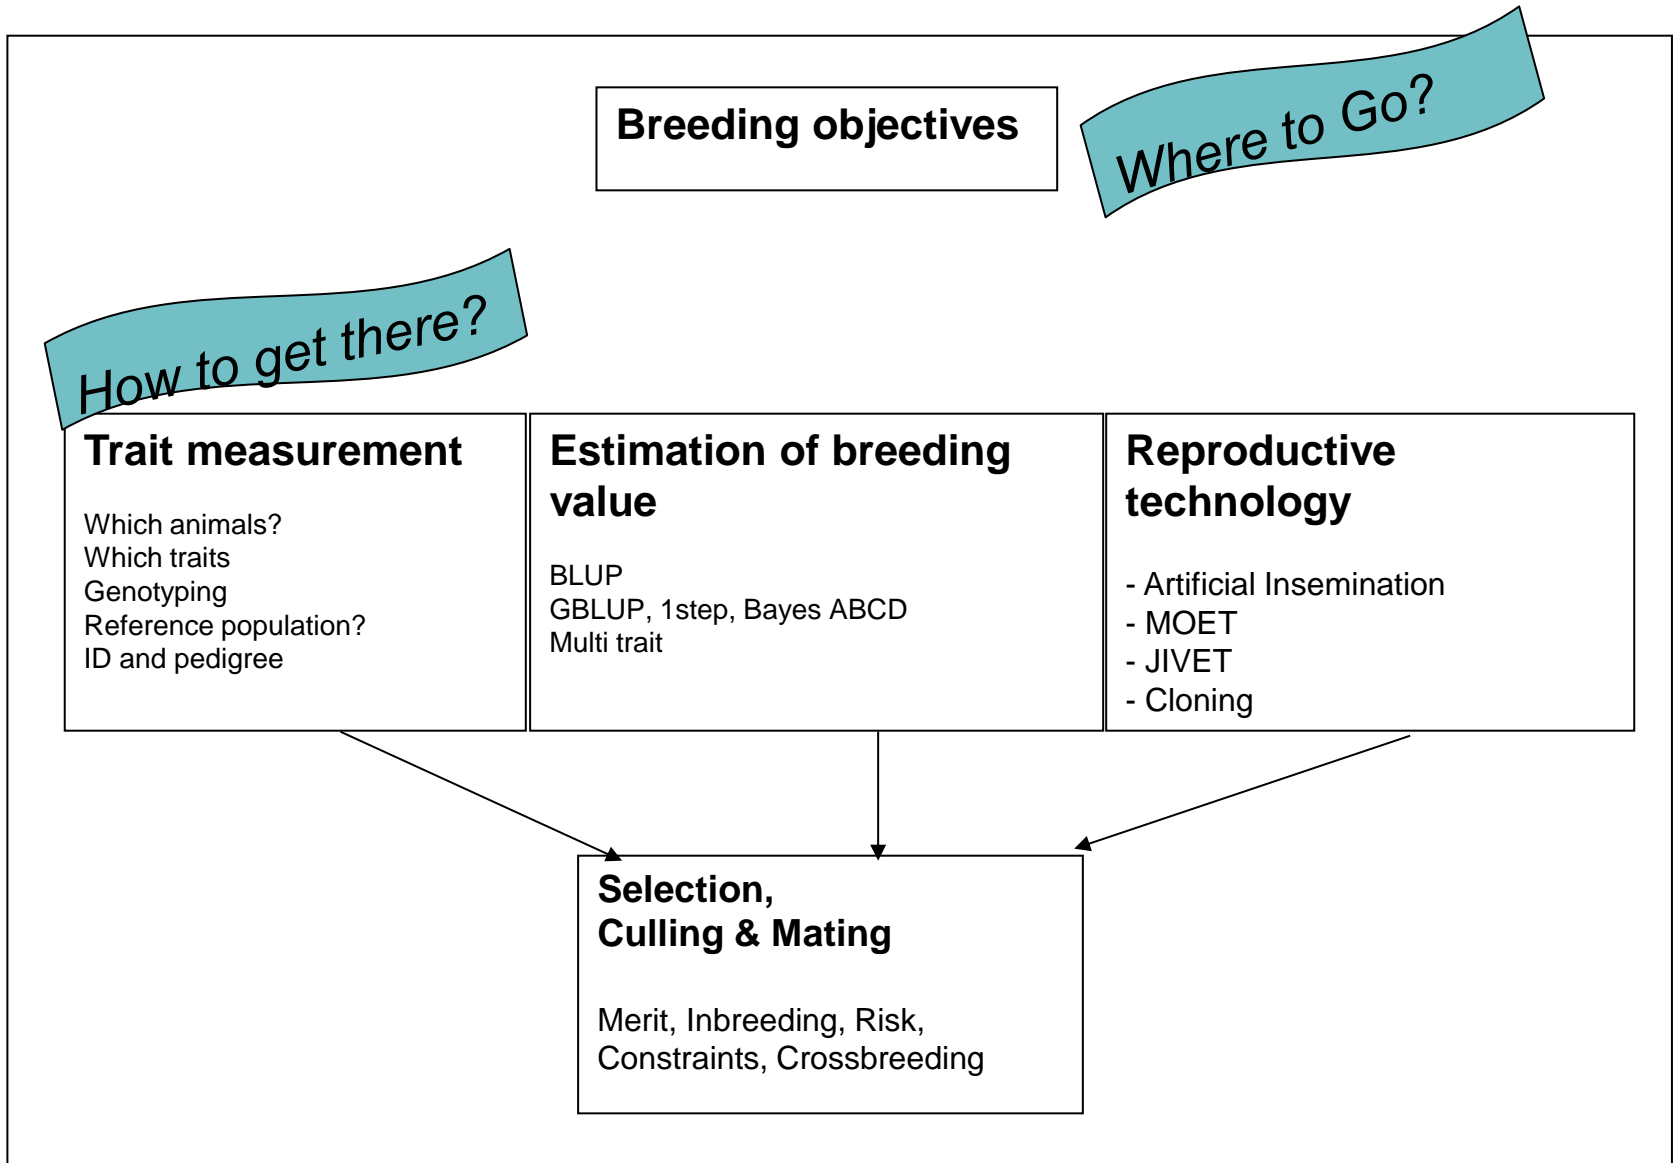 Breeding objectives
Where to Go?
How to get there?
Trait measurement
Which animals?
Which traits
Genotyping
Reference population?
ID and pedigree
Estimation of breeding
value
BLUP
GBLUP, 1step, Bayes ABCD
Multi trait
Reproductive
technology
- Artificial Insemination
- MOET
- JIVET
- Cloning
Selection,
Culling & Mating
Merit, Inbreeding, Risk,
Constraints, Crossbreeding